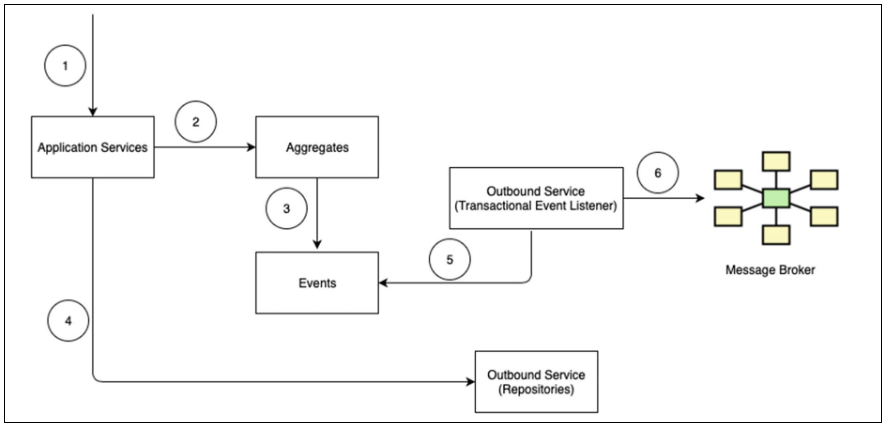 1
2
Application Services
Aggregates
3
Outbound Service
(Transactional Event Listener)
6
5
Events
Message Broker
4
Outbound Service
(Repositories)